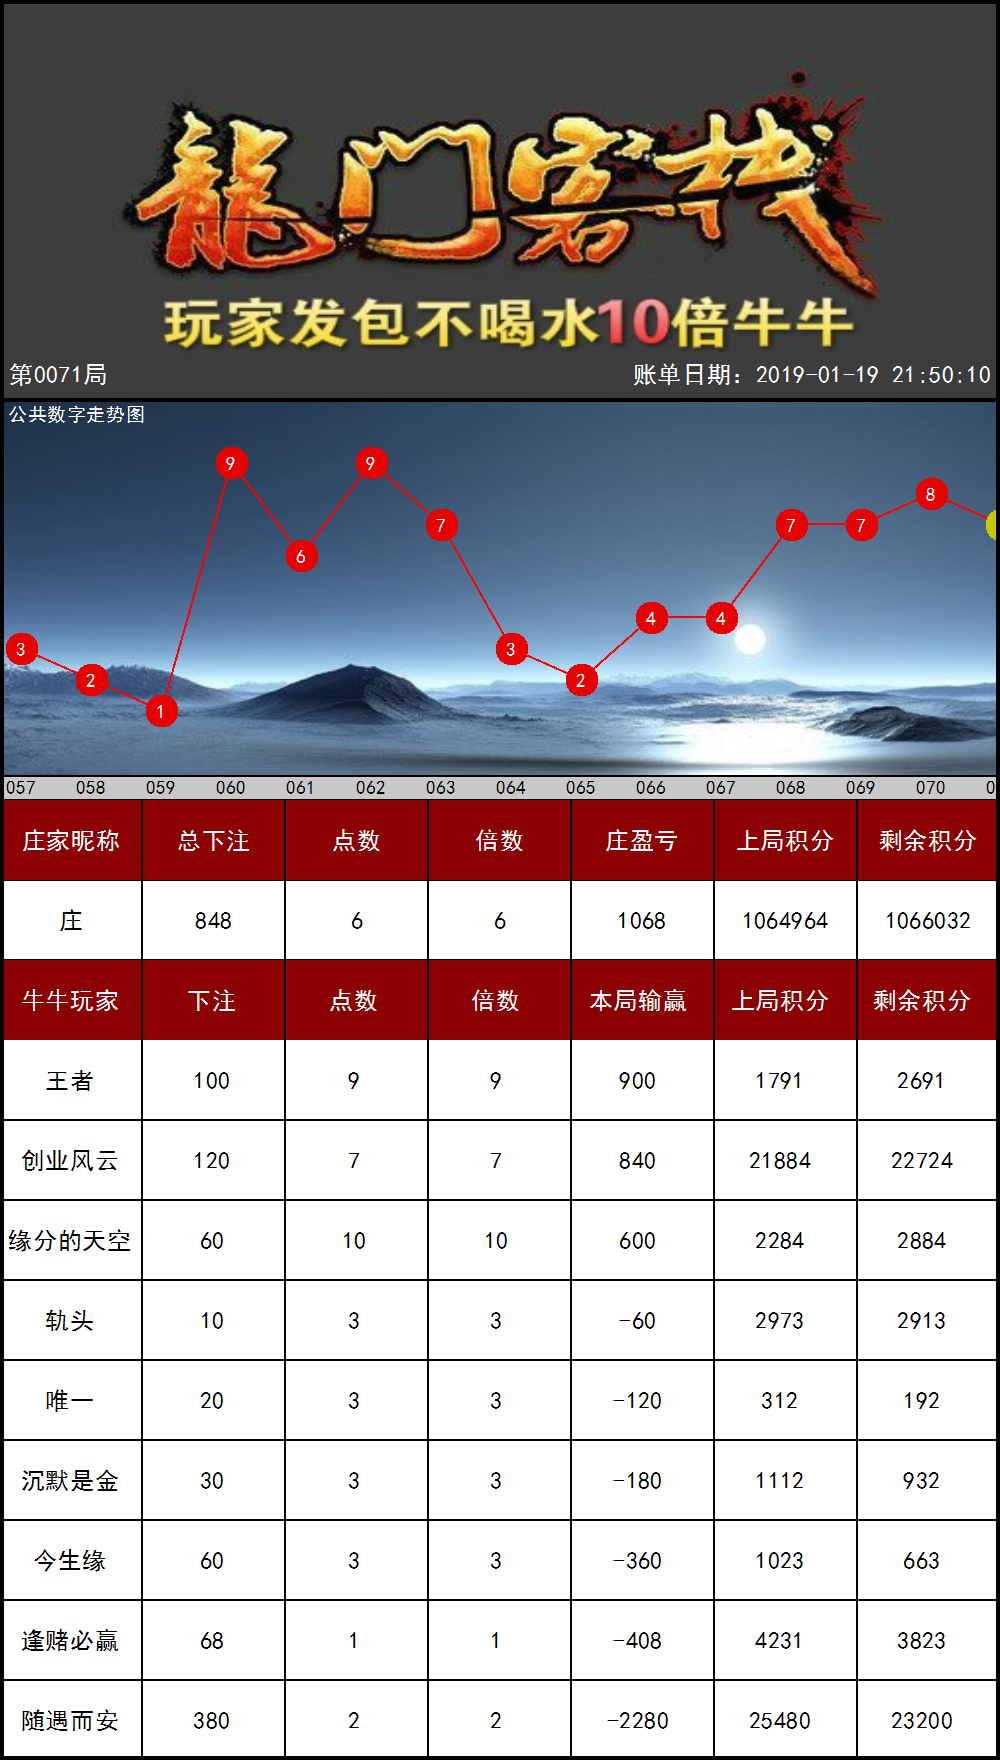 龍门客栈
玩家发包不喝水10倍牛牛
第0071局 账单日期：2019-01-19 21:50:10
公共数字走势图
9 9
8
7 7 7
6
4 4
3 3
2 2
1
057 058 059 060 061 062 063 064 065 066 067 068 069 070 0
庄家昵称 总下注 点数 倍数 庄盈亏 上局积分 剩余积分
庄 848 6 6 1068 1064964 1066032
牛牛玩家 下注 点数 倍数 本局输赢 上局积分 剩余积分
王者 100 9 9 900 1791 2691
创业风云 120 7 7 840 21884 22724
缘分的天空 60 10 10 600 2284 2884
轨头 10 3 3 -60 2973 2913
唯一 20 3 3 -120 312 192
沉默是金 30 3 3 -180 1112 932
今生缘 60 3 3 -360 1023 663
逢赌必赢 68 1 1 -408 4231 3823
随遇而安 380 2 2 -2280 25480 23200